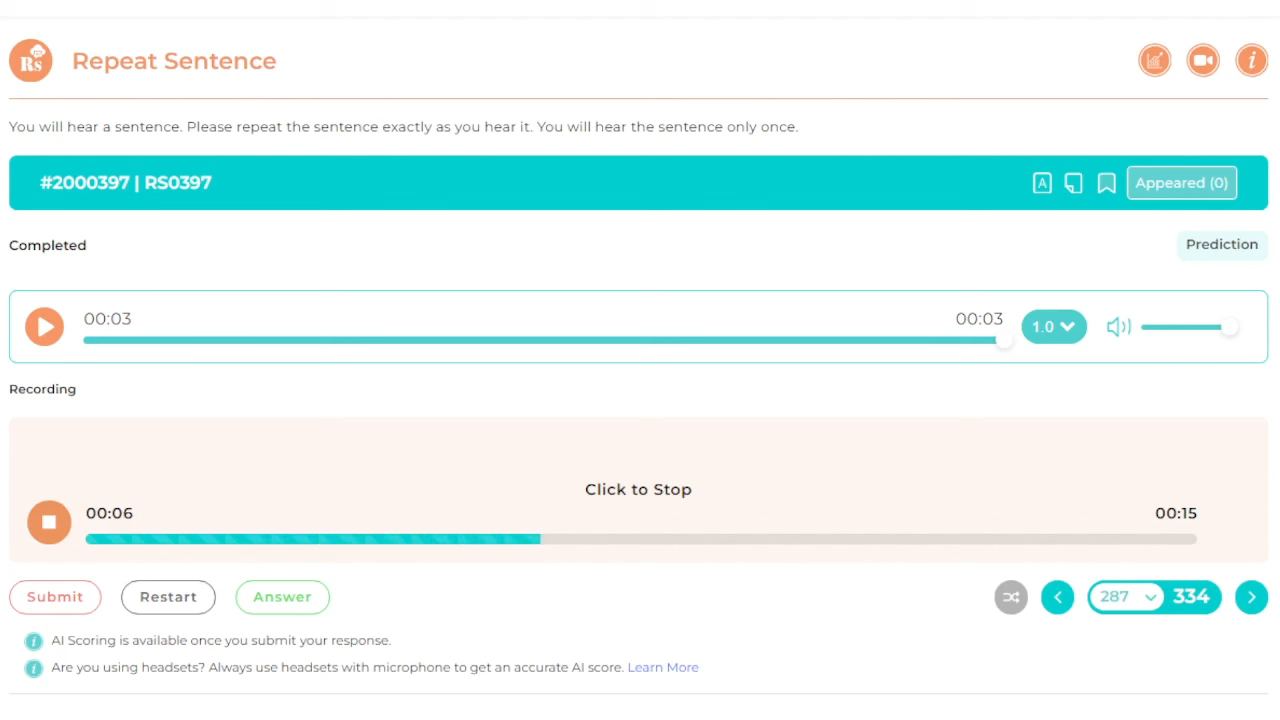 Rs Repeat Sentence
You will hear a sentence. Please repeat the sentence exactly as you hear it. You will hear the sentence only once.
#2000397 | RS0397 A Appeared (0)
Completed Prediction
00:03 00:03 1.0
Recording
Click to Stop
00:06 00:15
Submit Restart Answer 287 334
AI Scoring is available once you submit your response.
Are you using headsets? Always use headsets with microphone to get an accurate AI score. Learn More